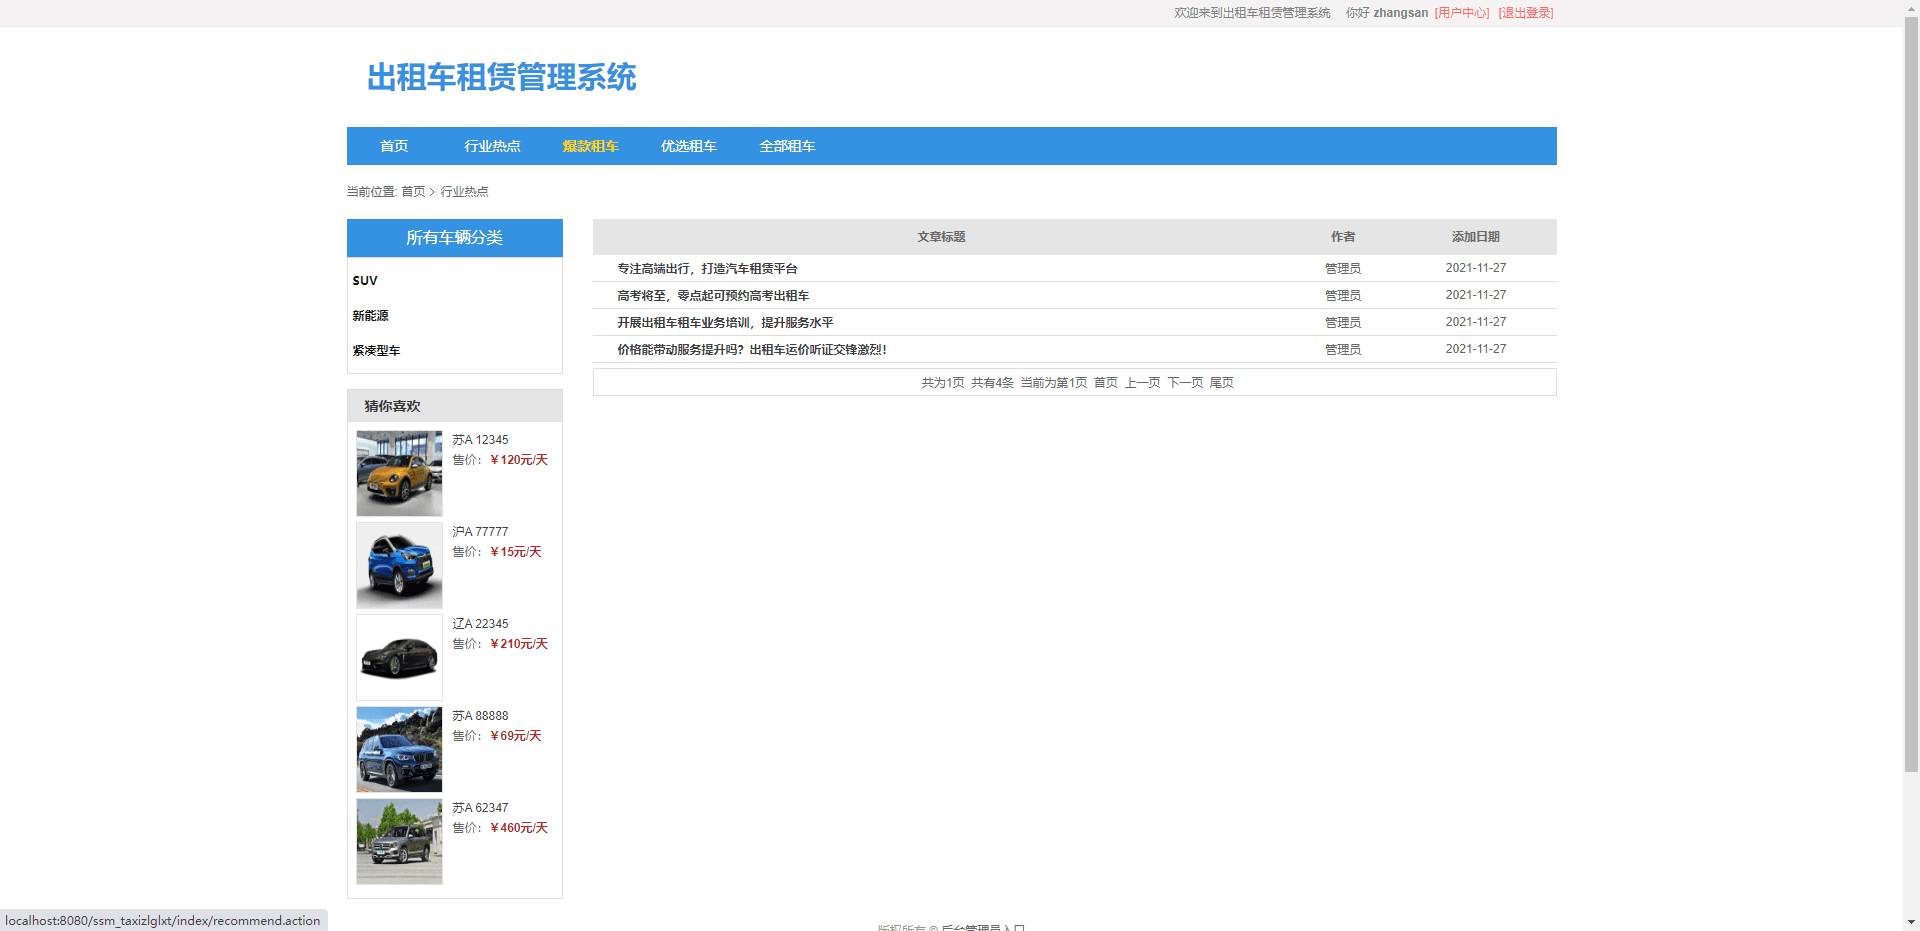 欢迎来到出租车租赁管理系统 你好 zhangsan [用户中心] [退出登录]
出租车租赁管理系统
首页 行业热点 爆款租车 优选租车 全部租车
当前位置: 首页 > 行业热点
所有车辆分类
SUV
新能源
紧凑型车
猜你喜欢
苏A 12345
售价：￥120元/天
沪A 77777
售价：￥15元/天
辽A 22345
售价：￥210元/天
苏A 88888
售价：￥69元/天
苏A 62347
售价：￥460元/天
文章标题 作者 添加日期
专注高端出行，打造汽车租赁平台 管理员 2021-11-27
高考将至，零点起可预约高考出租车 管理员 2021-11-27
开展出租车租车业务培训，提升服务水平 管理员 2021-11-27
价格能带动服务提升吗？出租车运价听证交锋激烈！ 管理员 2021-11-27
共为1页 共有4条 当前为第1页 首页 上一页 下一页 尾页
版权所有 © 后台管理员入口
localhost:8080/ssm_taxizlglxt/index/recommend.action